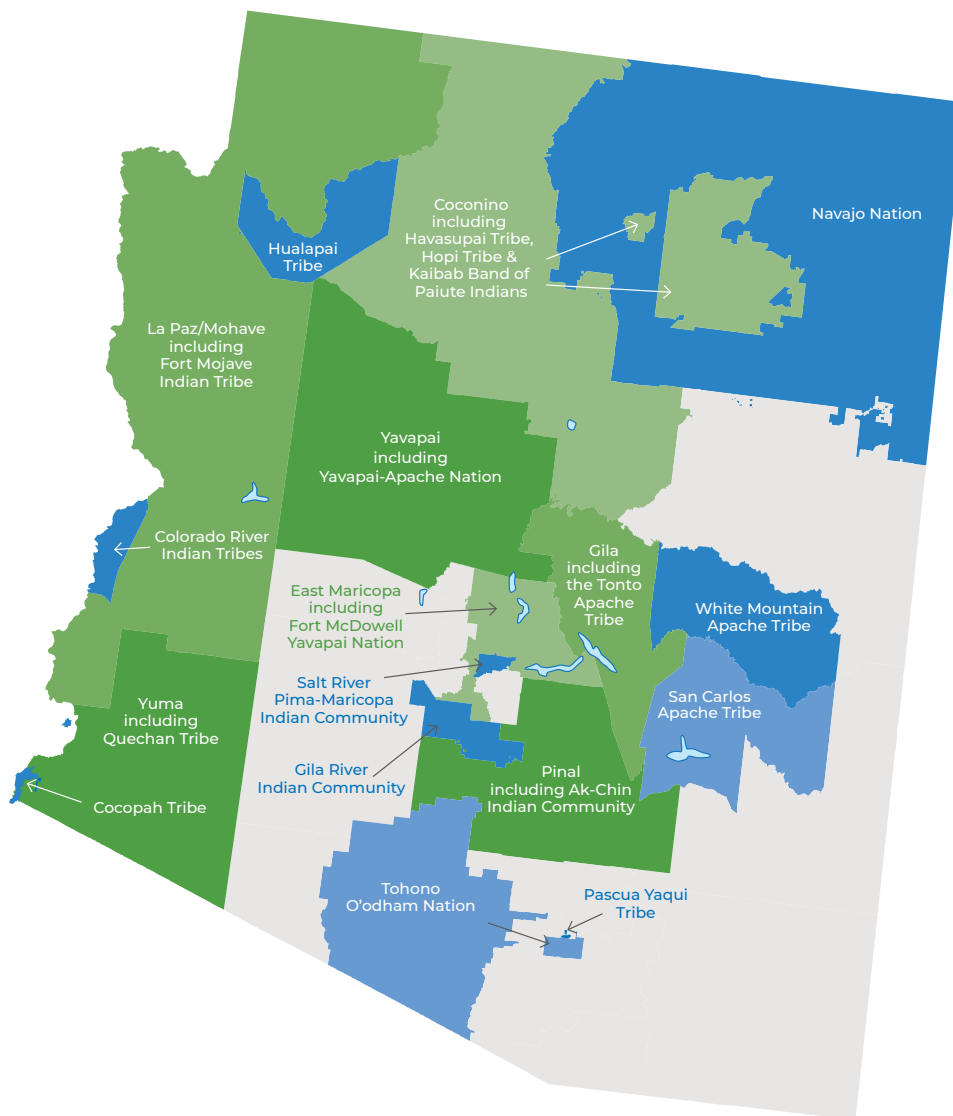 Navajo Nation
Coconino
including
Havasupai Tribe,
Hopi Tribe &
Kaibab Band of
Paiute Indians
Hualapai
Tribe
La Paz/Mohave
including
Fort Mojave
Indian Tribe
Yavapai
including
Yavapai-Apache Nation
Colorado River
Indian Tribes
Gila
including
the Tonto
Apache
Tribe
East Maricopa
including
Fort McDowell
Yavapai Nation
White Mountain
Apache Tribe
Salt River
Pima-Maricopa
Indian Community
San Carlos
Apache Tribe
Yuma
including
Quechan Tribe
Gila River
Indian Community
Pinal
including Ak-Chin
Indian Community
Cocopah Tribe
Tohono
O'odham Nation
Pascua Yaqui
Tribe